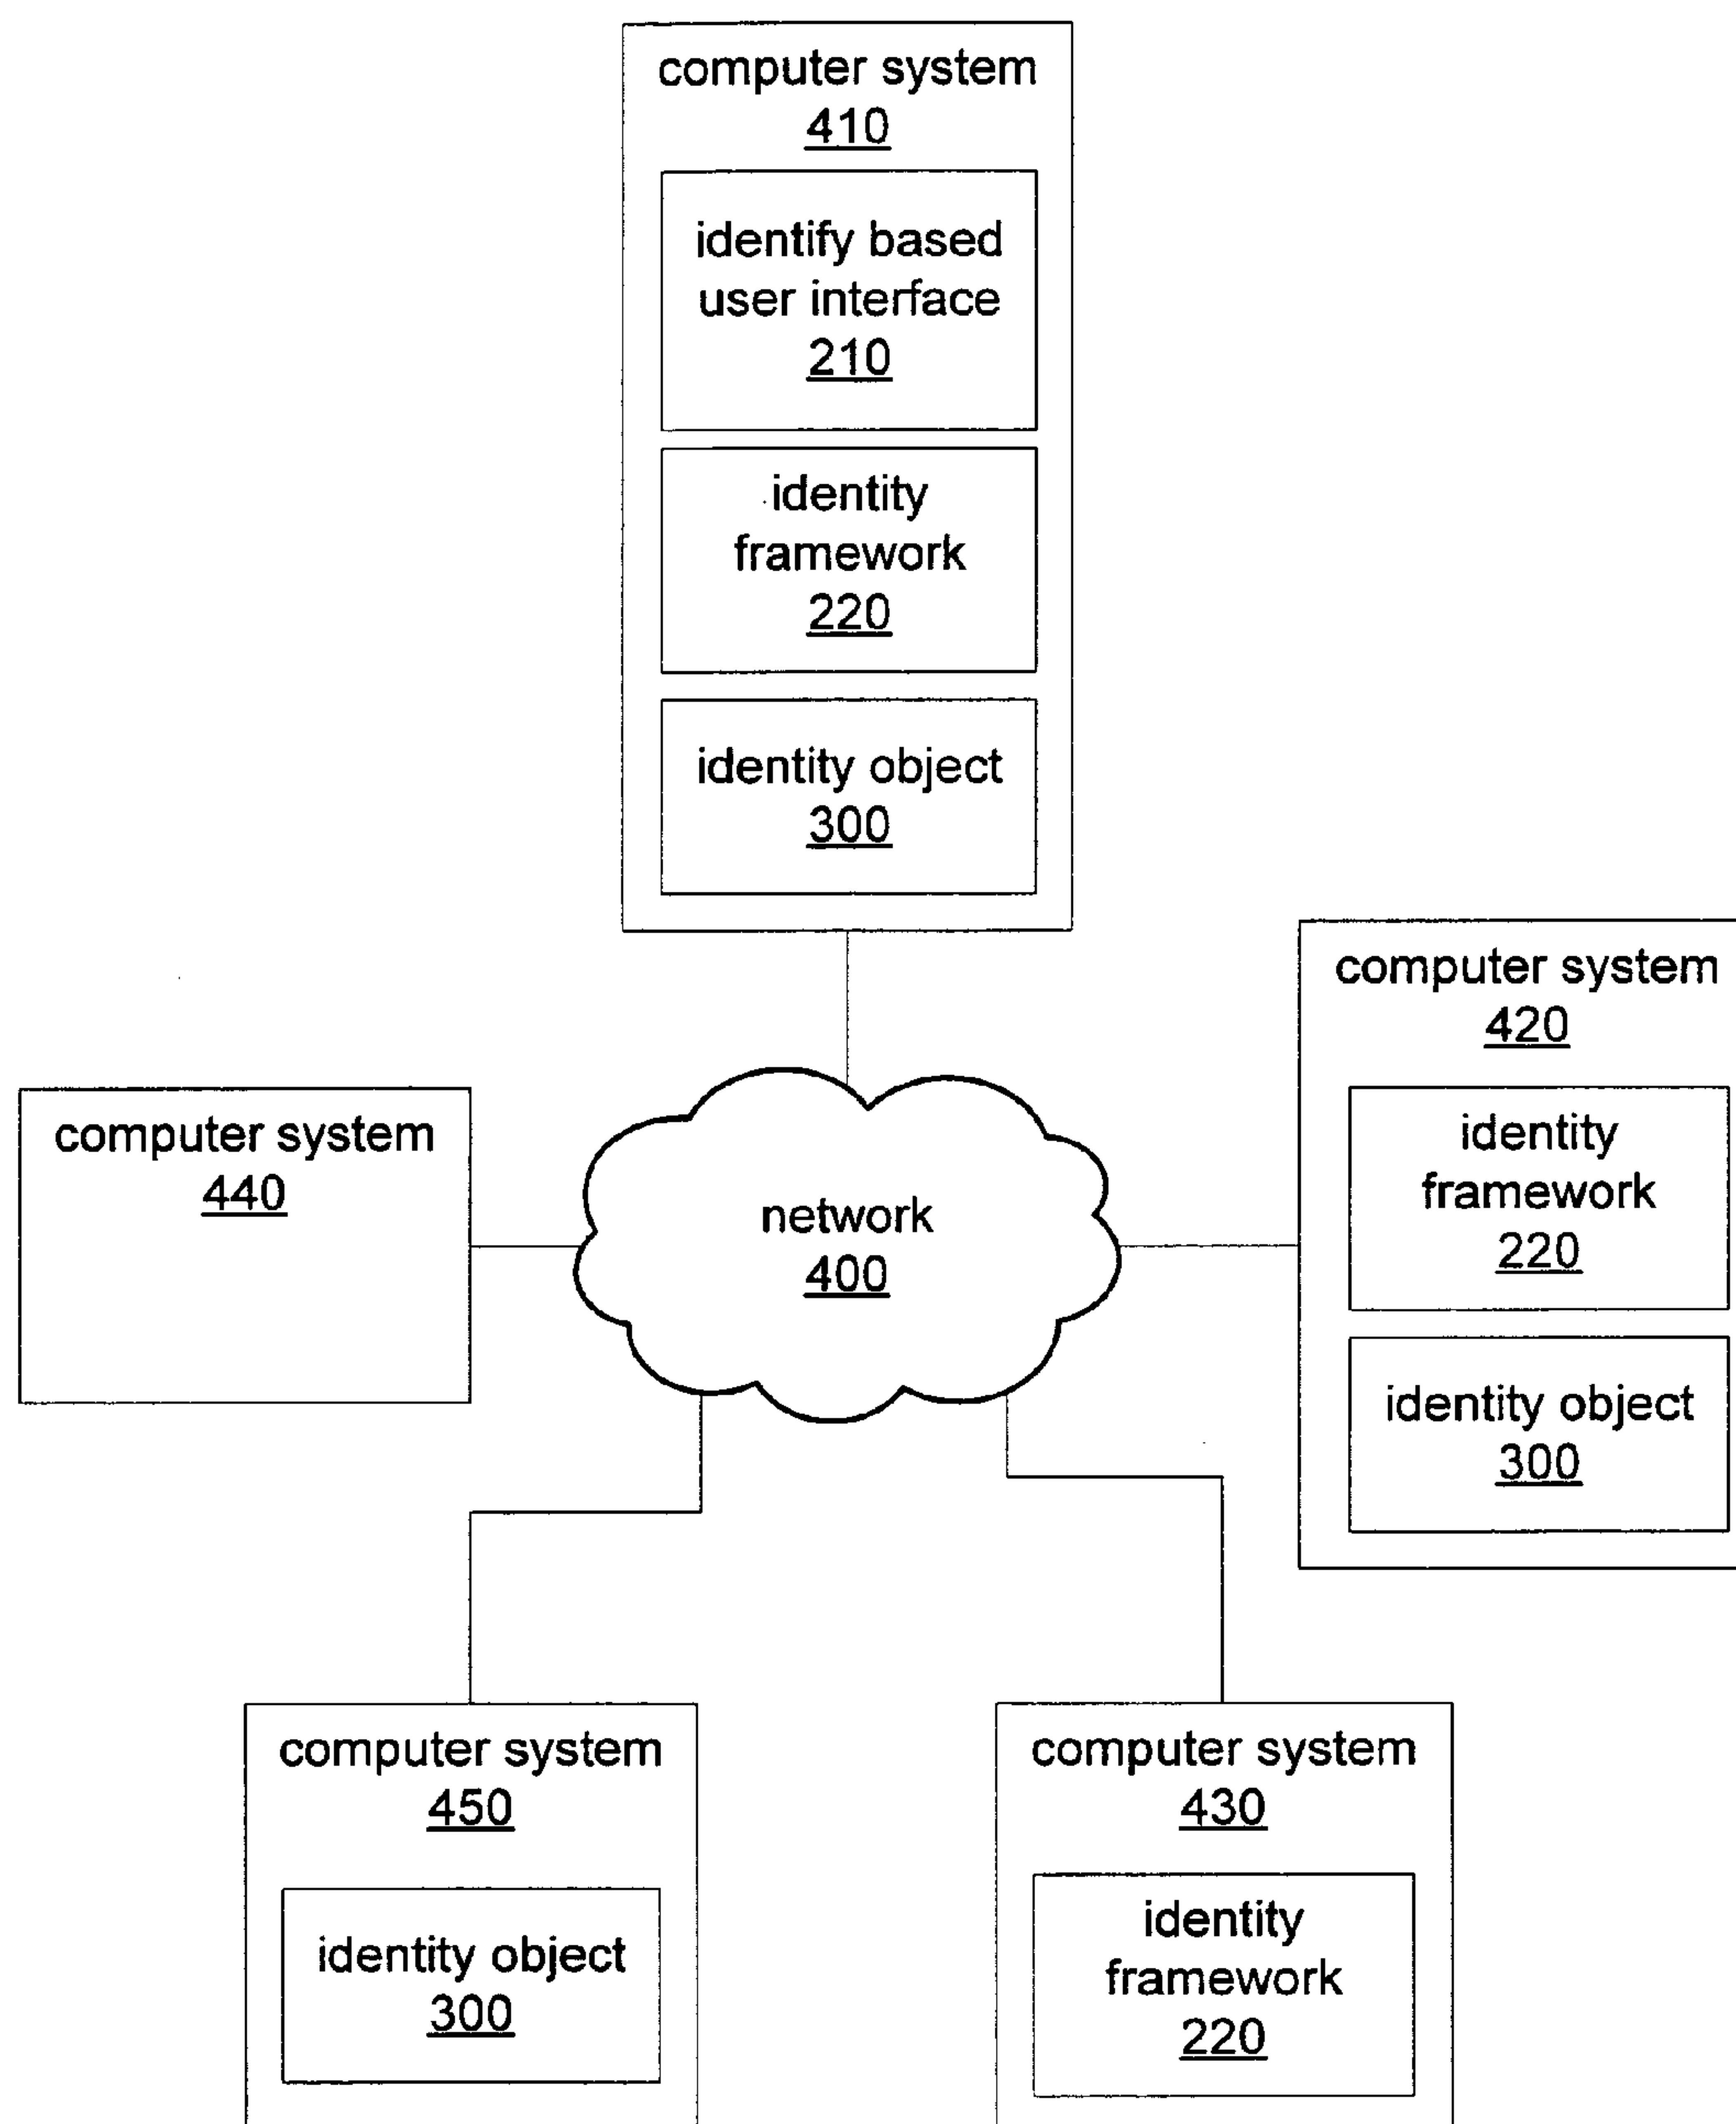 computer system
410
identify based
user interface
210
identity
framework
220
identity object
300
computer system
420
identity
framework
220
identity object
300
computer system
440
network
400
computer system
450
identity object
300
computer system
430
identity
framework
220